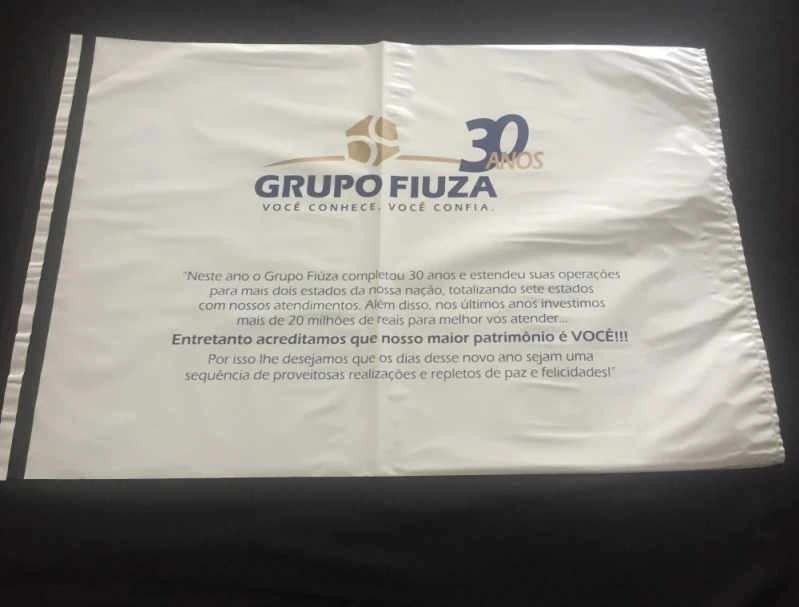 30
ANOS
GRUPO FIUZA
VOCÊ CONHECE. VOCÊ CONFIA.
"Neste ano o Grupo Fiúza completou 30 anos e estendeu suas operações
para mais dois estados da nossa nação, totalizando sete estados
com nossos atendimentos. Além disso, nos últimos anos investimos
mais de 20 milhões de reais para melhor vos atender...
Entretanto acreditamos que nosso maior patrimônio é VOCÊ!!!
Por isso lhe desejamos que os dias desse novo ano sejam uma
sequência de proveitosas realizações e repletos de paz e felicidades!"